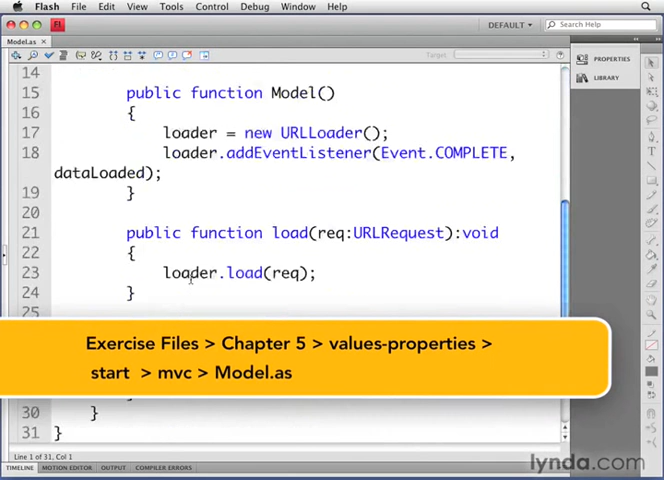 Flash File Edit View Tools Control Debug Window Help
DEFAULT
Search
Model.as
Target:
PROPERTIES
LIBRARY
14
15 public function Model()
16 {
17 loader = new URLLoader();
18 loader.addEventListener(Event.COMPLETE,
dataLoaded);
19 }
20
21 public function load(req:URLRequest):void
22 {
23 loader.load(req);
24 }
25
Exercise Files > Chapter 5 > values-properties >
start > mvc > Model.as
30 }
31 }
Line 1 of 31, Col 1
TIMELINE MOTION EDITOR OUTPUT COMPILER ERRORS
lynda.com